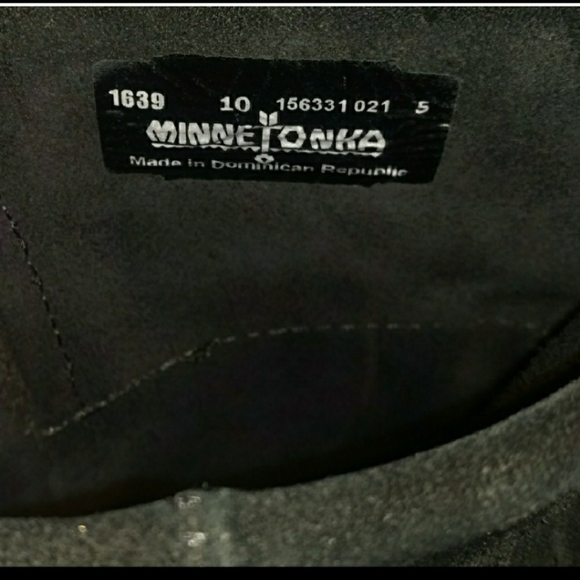 1639 10 156331 021 5
MINNETONKA
Made in Dominican Republic